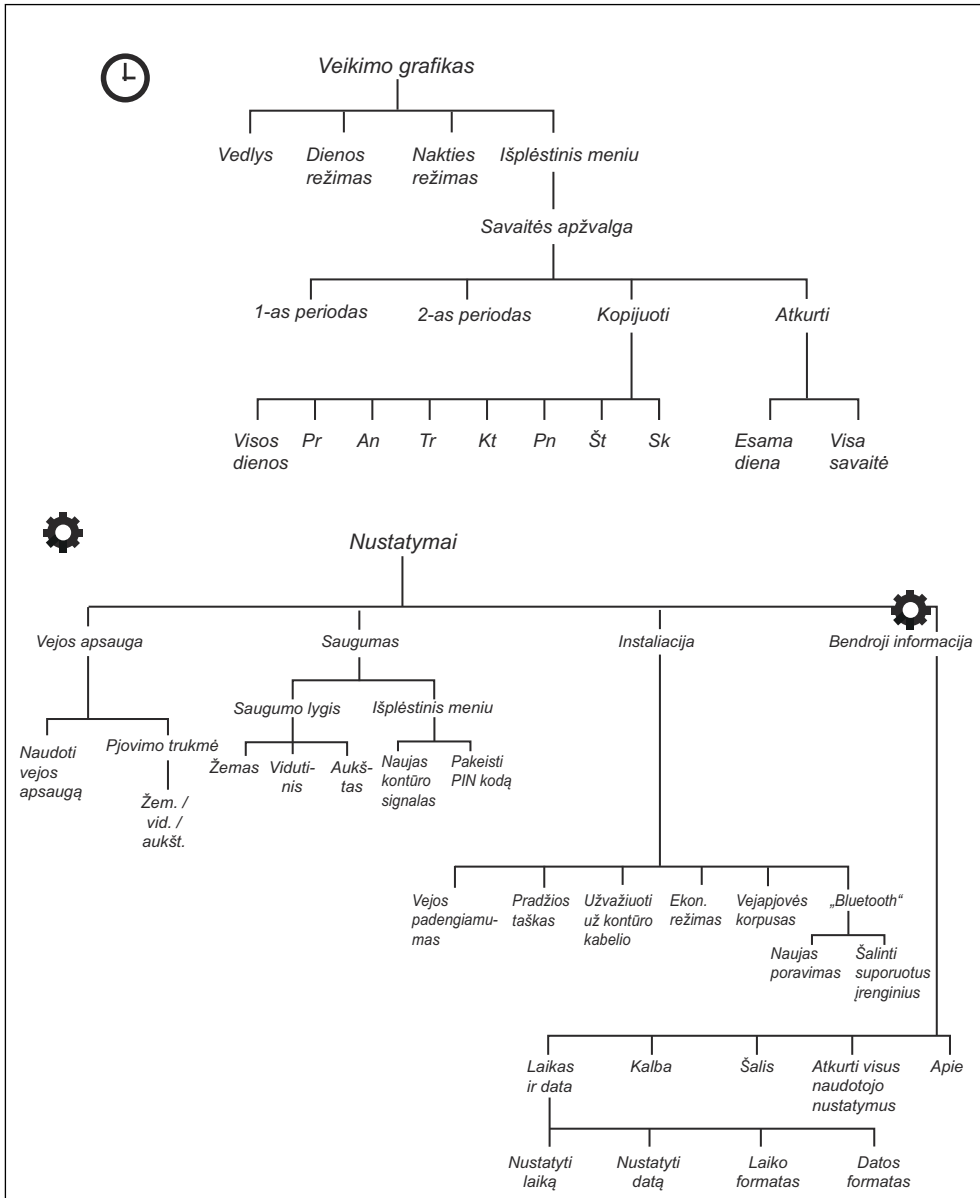 Veikimo grafikas
Vedlys
Dienos
režimas
Nakties
režimas
Išplėstinis meniu
Savaitės apžvalga
1-as periodas
2-as periodas
Kopijuoti
Atkurti
Visos
dienos
Pr
An
Tr
Kt
Pn
Št
Sk
Esama
diena
Visa
savaitė
Nustatymai
Vejos apsauga
Saugumas
Instaliacija
Bendroji informacija
Naudoti
vejos
apsaugą
Pjovimo trukmė
Žem. /
vid. /
aukšt.
Saugumo lygis
Išplėstinis meniu
Žemas
Viduti-
nis
Aukš-
tas
Naujas
kontūro
signalas
Pakeisti
PIN kodą
Vejos
padengiamu-
mas
Pradžios
taškas
Užvažiuoti
už kontūro
kabelio
Ekon.
režimas
Vejapjovės
korpusas
„Bluetooth“
Naujas
poravimas
Šalinti
suporuotus
įrenginius
Laikas
ir data
Kalba
Šalis
Atkurti visus
naudotojo
nustatymus
Apie
Nustatyti
laiką
Nustatyti
datą
Laiko
formatas
Datos
formatas